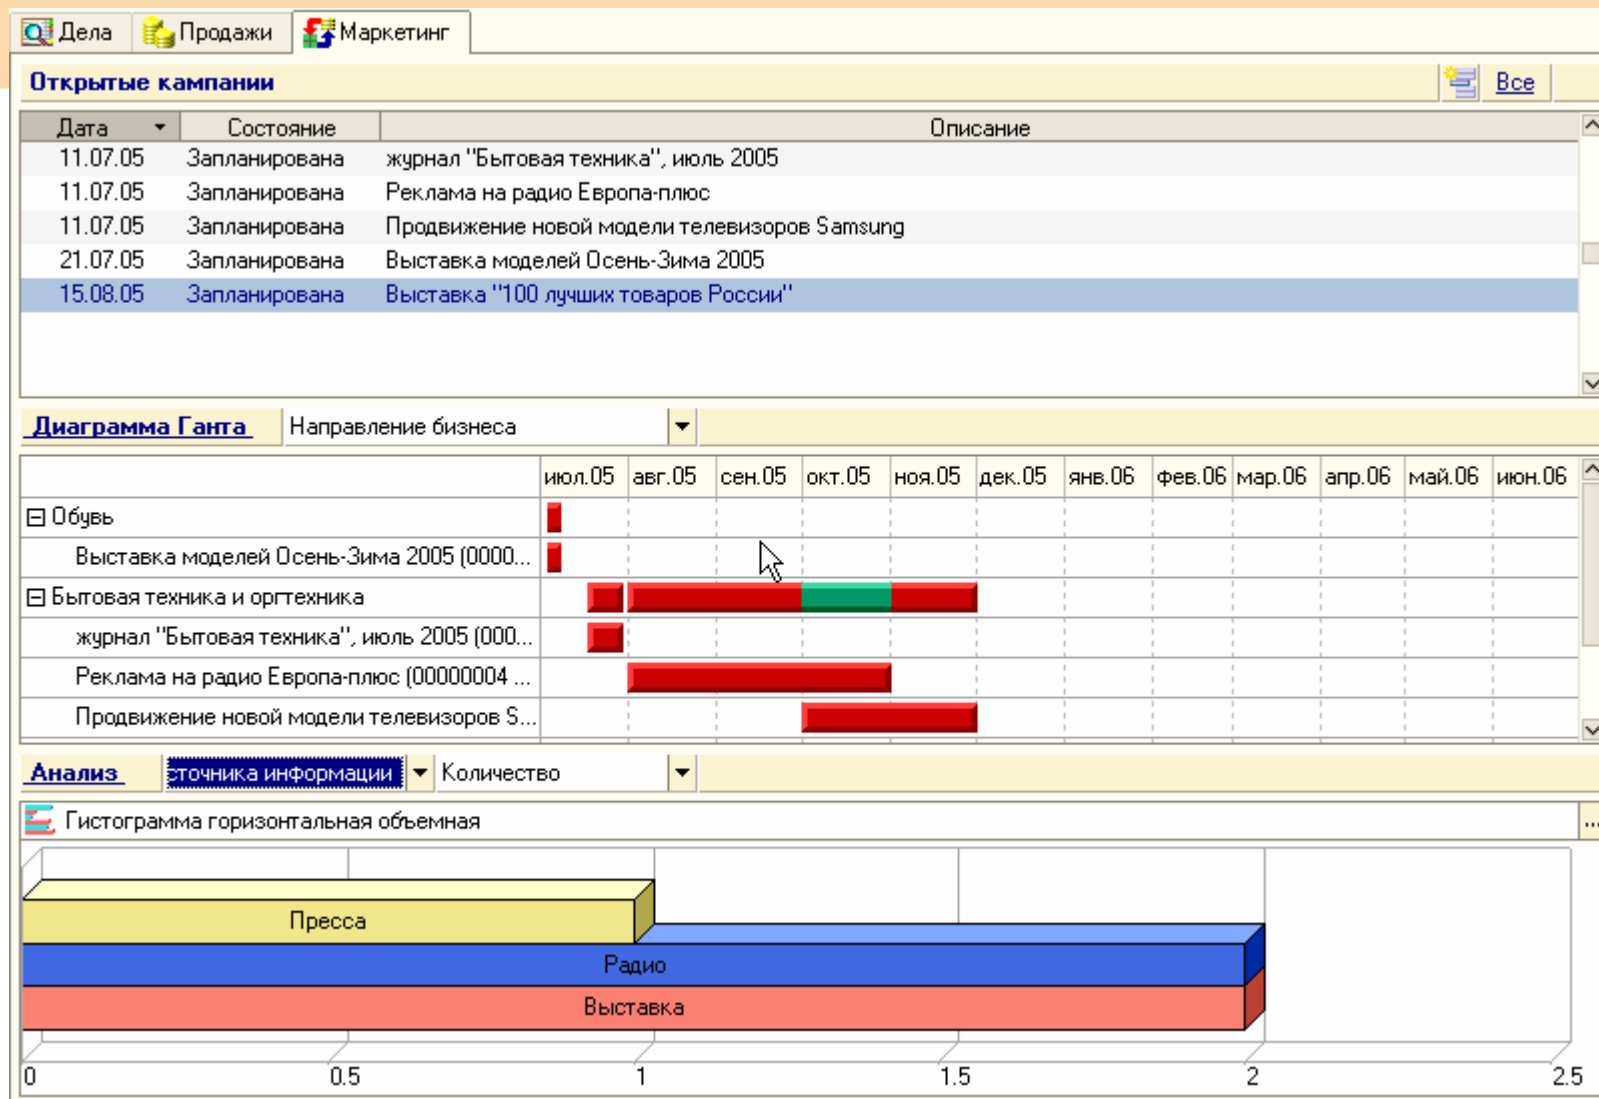 Дела Продажи Маркетинг
Открытые кампании Все
Дата Состояние Описание
11.07.05 Запланирована журнал "Бытовая техника", июль 2005
11.07.05 Запланирована Реклама на радио Европа-плюс
11.07.05 Запланирована Продвижение новой модели телевизоров Samsung
21.07.05 Запланирована Выставка моделей Осень-Зима 2005
15.08.05 Запланирована Выставка "100 лучших товаров России"
Диаграмма Ганта Направление бизнеса
июл.05 авг.05 сен.05 окт.05 ноя.05 дек.05 янв.06 фев.06 мар.06 апр.06 май.06 июн.06
Обувь
Выставка моделей Осень-Зима 2005 (0000...
Бытовая техника и оргтехника
журнал "Бытовая техника", июль 2005 (000...
Реклама на радио Европа-плюс (00000004 ...
Продвижение новой модели телевизоров S...
Анализ сточника информации Количество
Гистограмма горизонтальная объемная ...
Пресса
Радио
Выставка
0 0.5 1 1.5 2 2.5